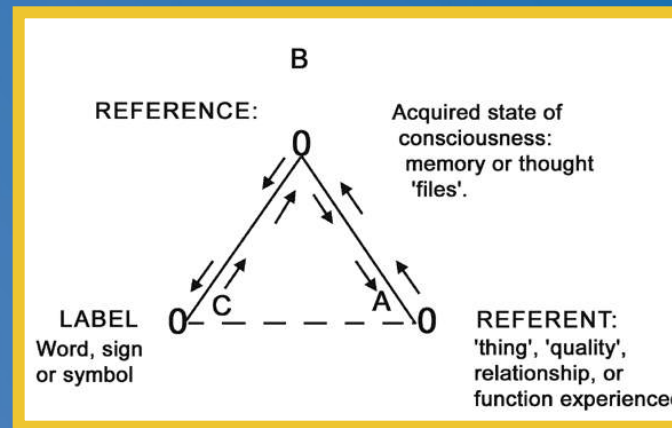 B
REFERENCE:
Acquired state of
consciousness:
memory or thought
'files'.
0
LABEL
Word, sign
or symbol
0
C
A
0
REFERENT:
'thing', 'quality',
relationship, or
function experienced